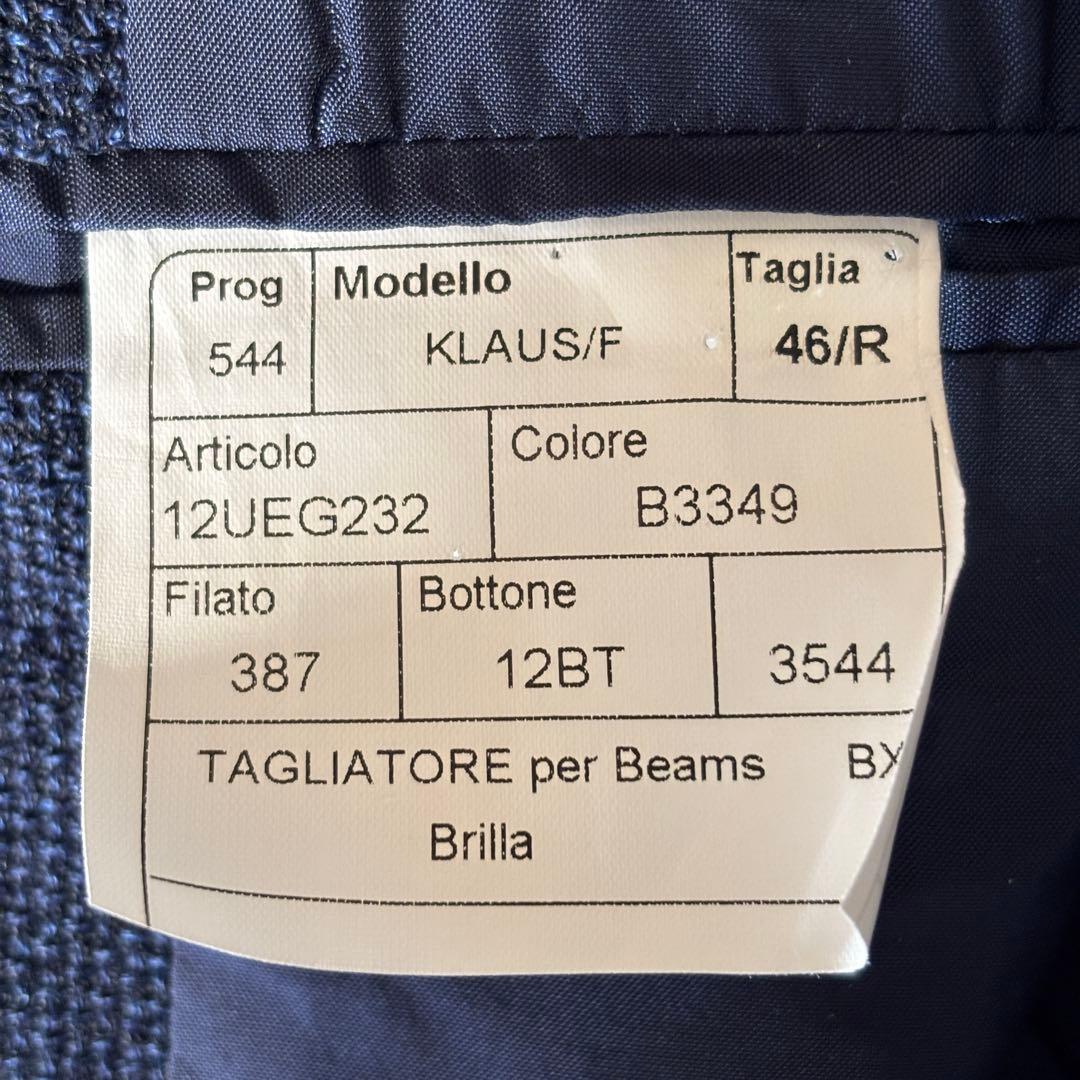 Prog Modello Taglia
544 KLAUS/F 46/R
Articolo Colore
12UEG232 B3349
Filato Bottone
387 12BT 3544
TAGLIATORE per Beams BX
Brilla